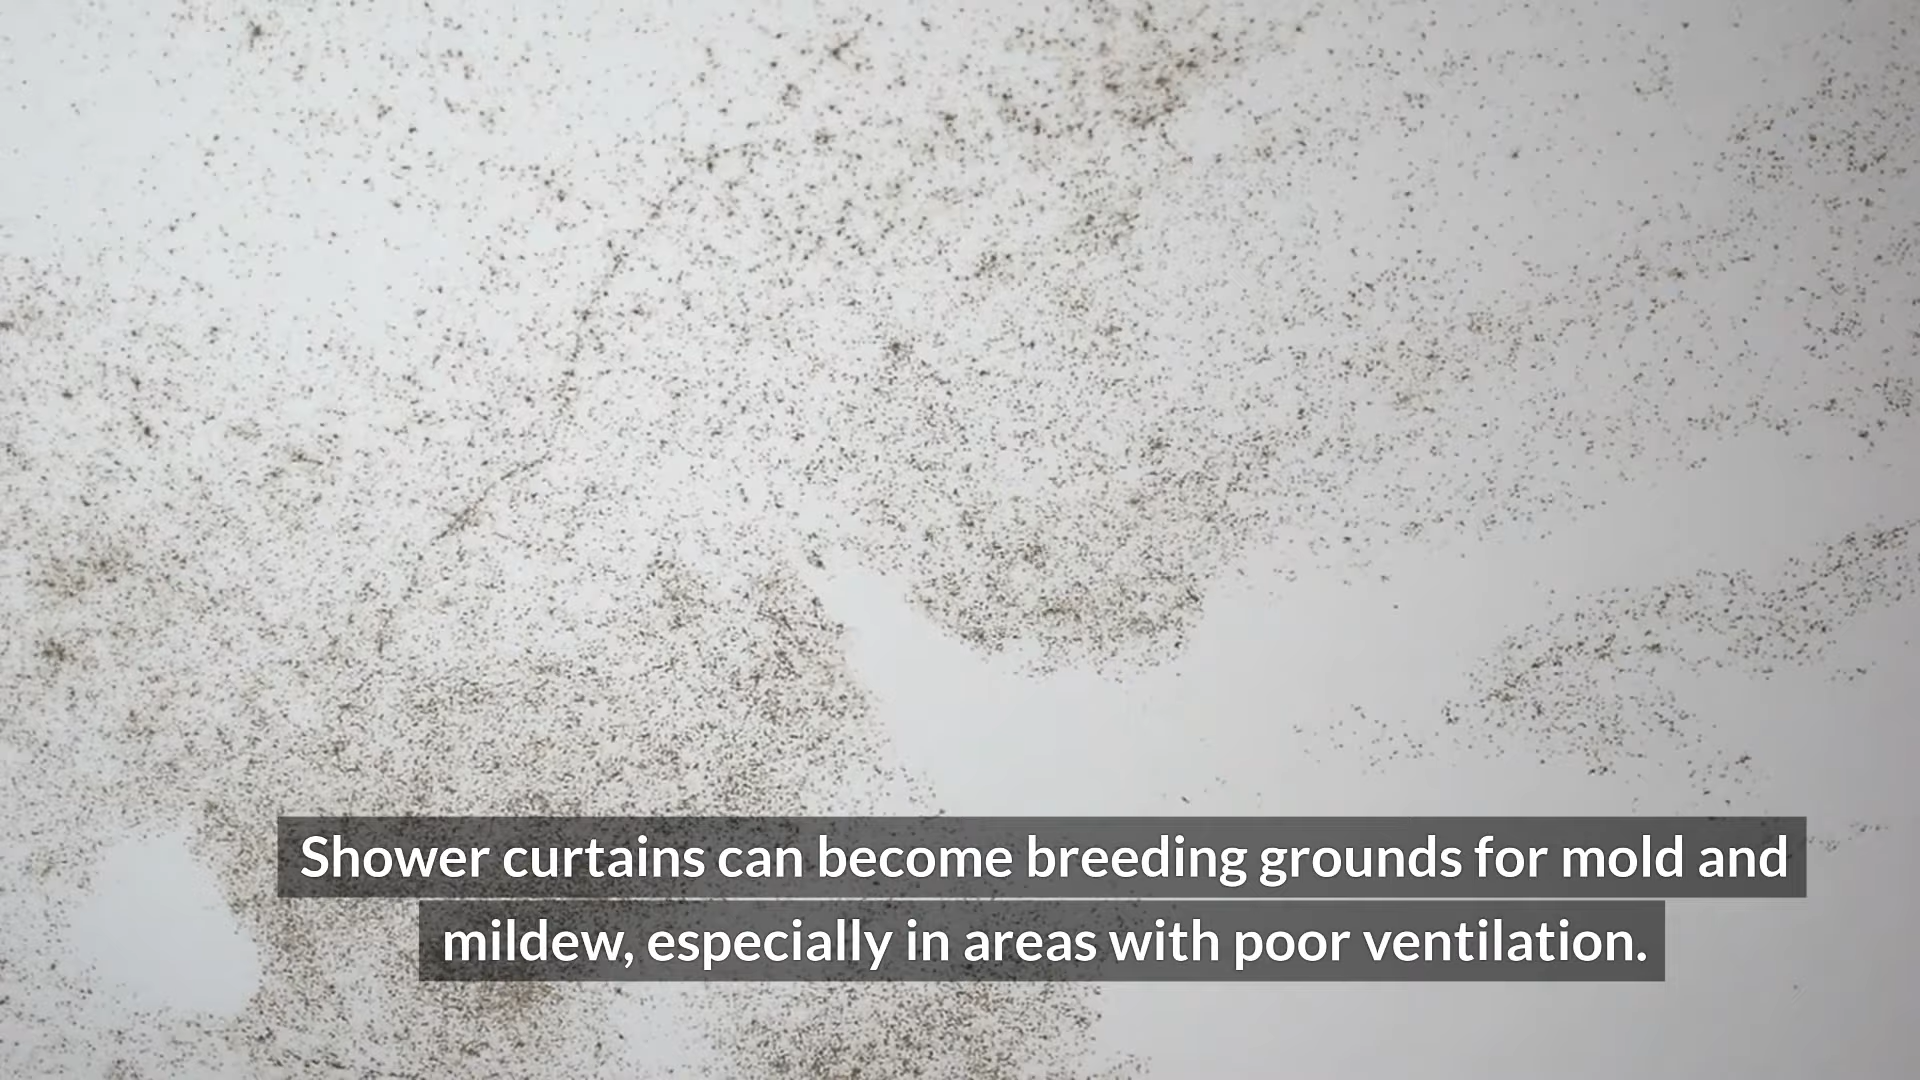 Shower curtains can become breeding grounds for mold and
mildew, especially in areas with poor ventilation.